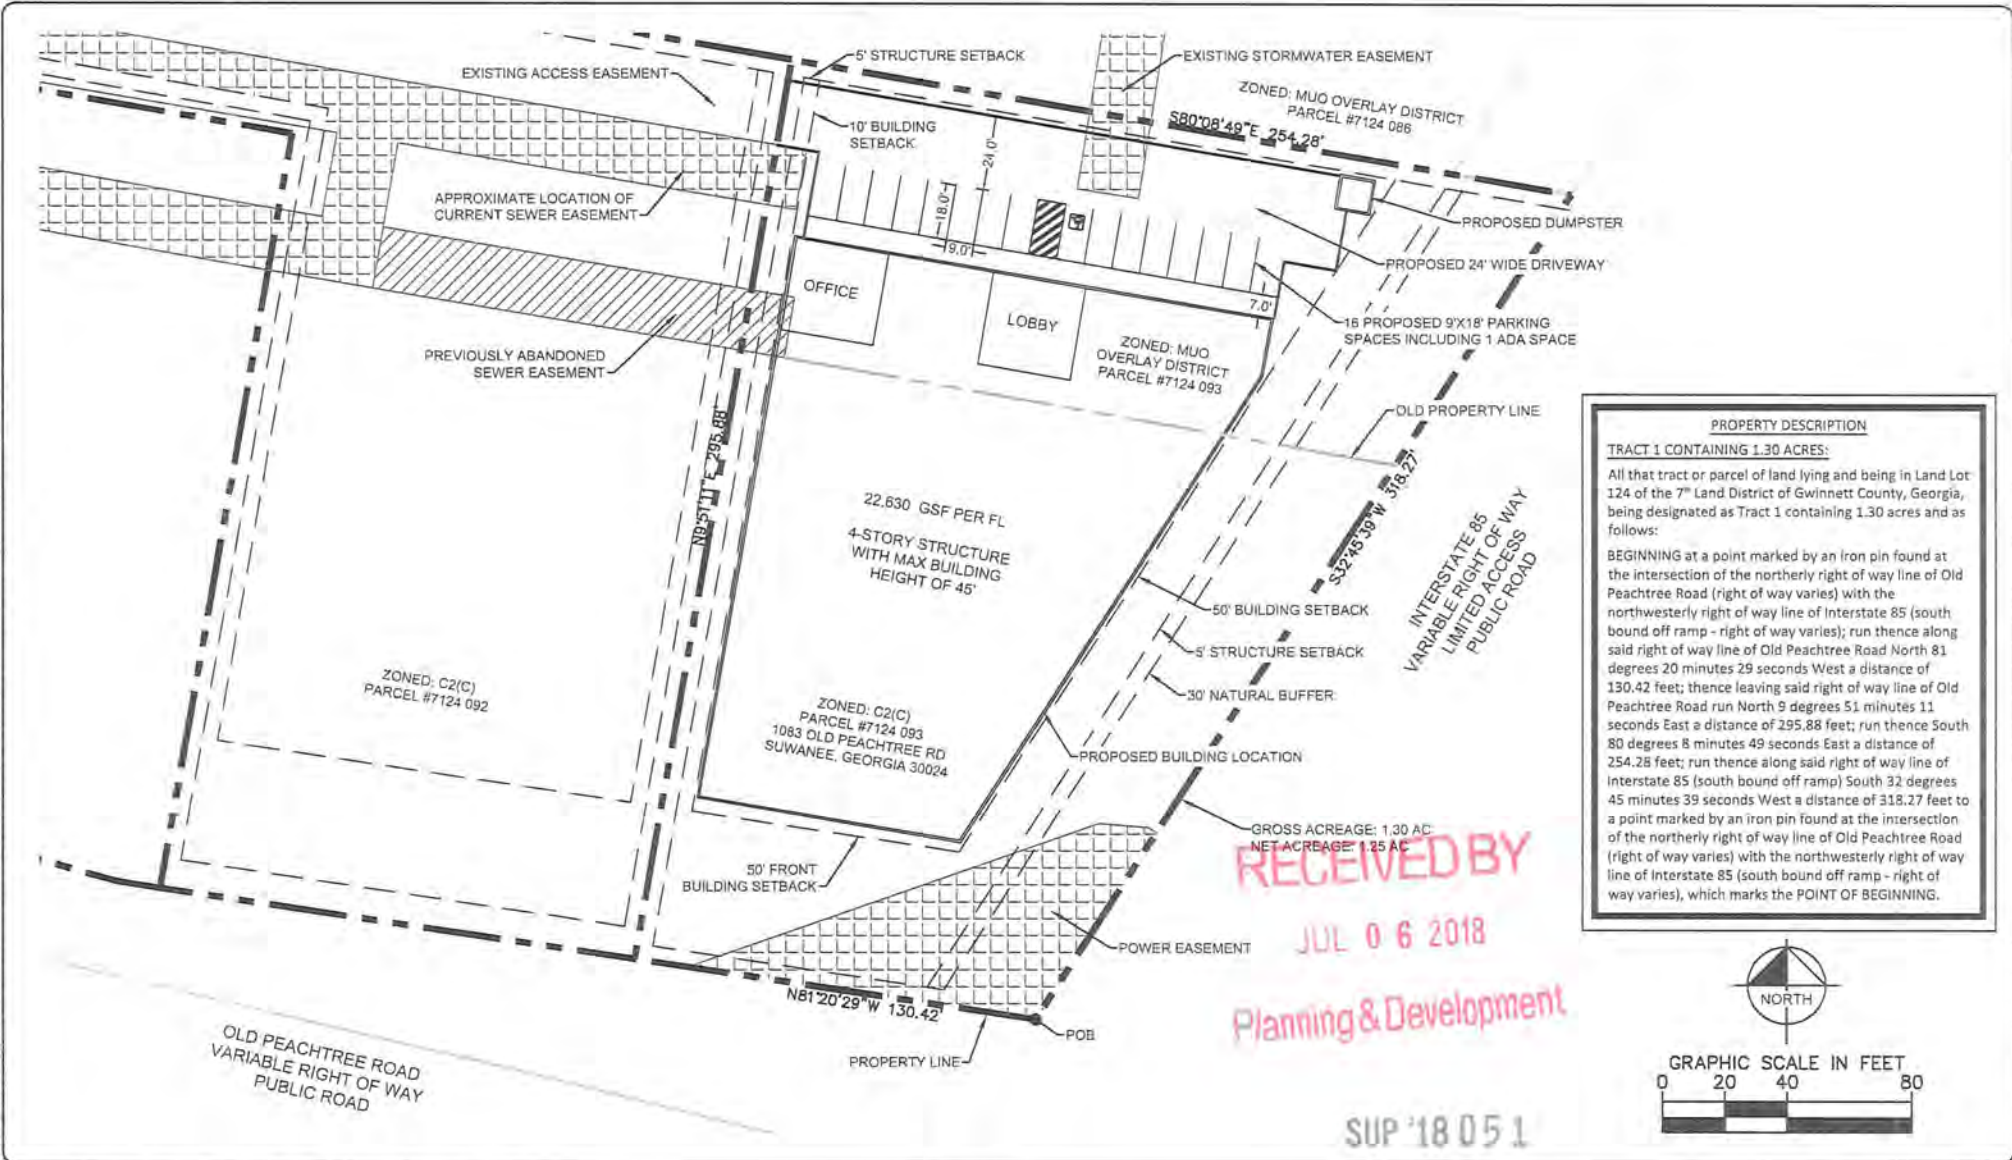 5' STRUCTURE SETBACK
EXISTING ACCESS EASEMENT
EXISTING STORMWATER EASEMENT
ZONED: MUO OVERLAY DISTRICT
PARCEL #7124 086
S80°08'49"E 254.28'
10' BUILDING
SETBACK
24.0'
18.0'
9.0'
7.0'
APPROXIMATE LOCATION OF
CURRENT SEWER EASEMENT
PROPOSED DUMPSTER
PROPOSED 24' WIDE DRIVEWAY
OFFICE
LOBBY
16 PROPOSED 9'X18' PARKING
SPACES INCLUDING 1 ADA SPACE
PREVIOUSLY ABANDONED
SEWER EASEMENT
ZONED: MUO
OVERLAY DISTRICT
PARCEL #7124 093
OLD PROPERTY LINE
N9°51'11"E 295.88'
S32°45'39"W 318.27'
22.630 GSF PER FL
4-STORY STRUCTURE
WITH MAX BUILDING
HEIGHT OF 45'
INTERSTATE 85
VARIABLE RIGHT OF WAY
LIMITED ACCESS
PUBLIC ROAD
50' BUILDING SETBACK
5' STRUCTURE SETBACK
30' NATURAL BUFFER
ZONED: C2(C)
PARCEL #7124 092
ZONED: C2(C)
PARCEL #7124 093
1083 OLD PEACHTREE RD
SUWANEE, GEORGIA 30024
PROPOSED BUILDING LOCATION
GROSS ACREAGE: 1.30 AC
NET ACREAGE: 1.25 AC
50' FRONT
BUILDING SETBACK
POWER EASEMENT
N81°20'29"W 130.42'
POB
PROPERTY LINE
OLD PEACHTREE ROAD
VARIABLE RIGHT OF WAY
PUBLIC ROAD
RECEIVED BY
JUL 06 2018
Planning & Development
SUP '18 051
PROPERTY DESCRIPTION
TRACT 1 CONTAINING 1.30 ACRES:
All that tract or parcel of land lying and being in Land Lot
124 of the 7th Land District of Gwinnett County, Georgia,
being designated as Tract 1 containing 1.30 acres and as
follows:
BEGINNING at a point marked by an iron pin found at
the intersection of the northerly right of way line of Old
Peachtree Road (right of way varies) with the
northwesterly right of way line of Interstate 85 (south
bound off ramp - right of way varies); run thence along
said right of way line of Old Peachtree Road North 81
degrees 20 minutes 29 seconds West a distance of
130.42 feet; thence leaving said right of way line of Old
Peachtree Road run North 9 degrees 51 minutes 11
seconds East a distance of 295.88 feet; run thence South
80 degrees 8 minutes 49 seconds East a distance of
254.28 feet; run thence along said right of way line of
Interstate 85 (south bound off ramp) South 32 degrees
45 minutes 39 seconds West a distance of 318.27 feet to
a point marked by an iron pin found at the intersection
of the northerly right of way line of Old Peachtree Road
(right of way varies) with the northwesterly right of way
line of Interstate 85 (south bound off ramp - right of
way varies), which marks the POINT OF BEGINNING.
NORTH
GRAPHIC SCALE IN FEET
0 20 40 80